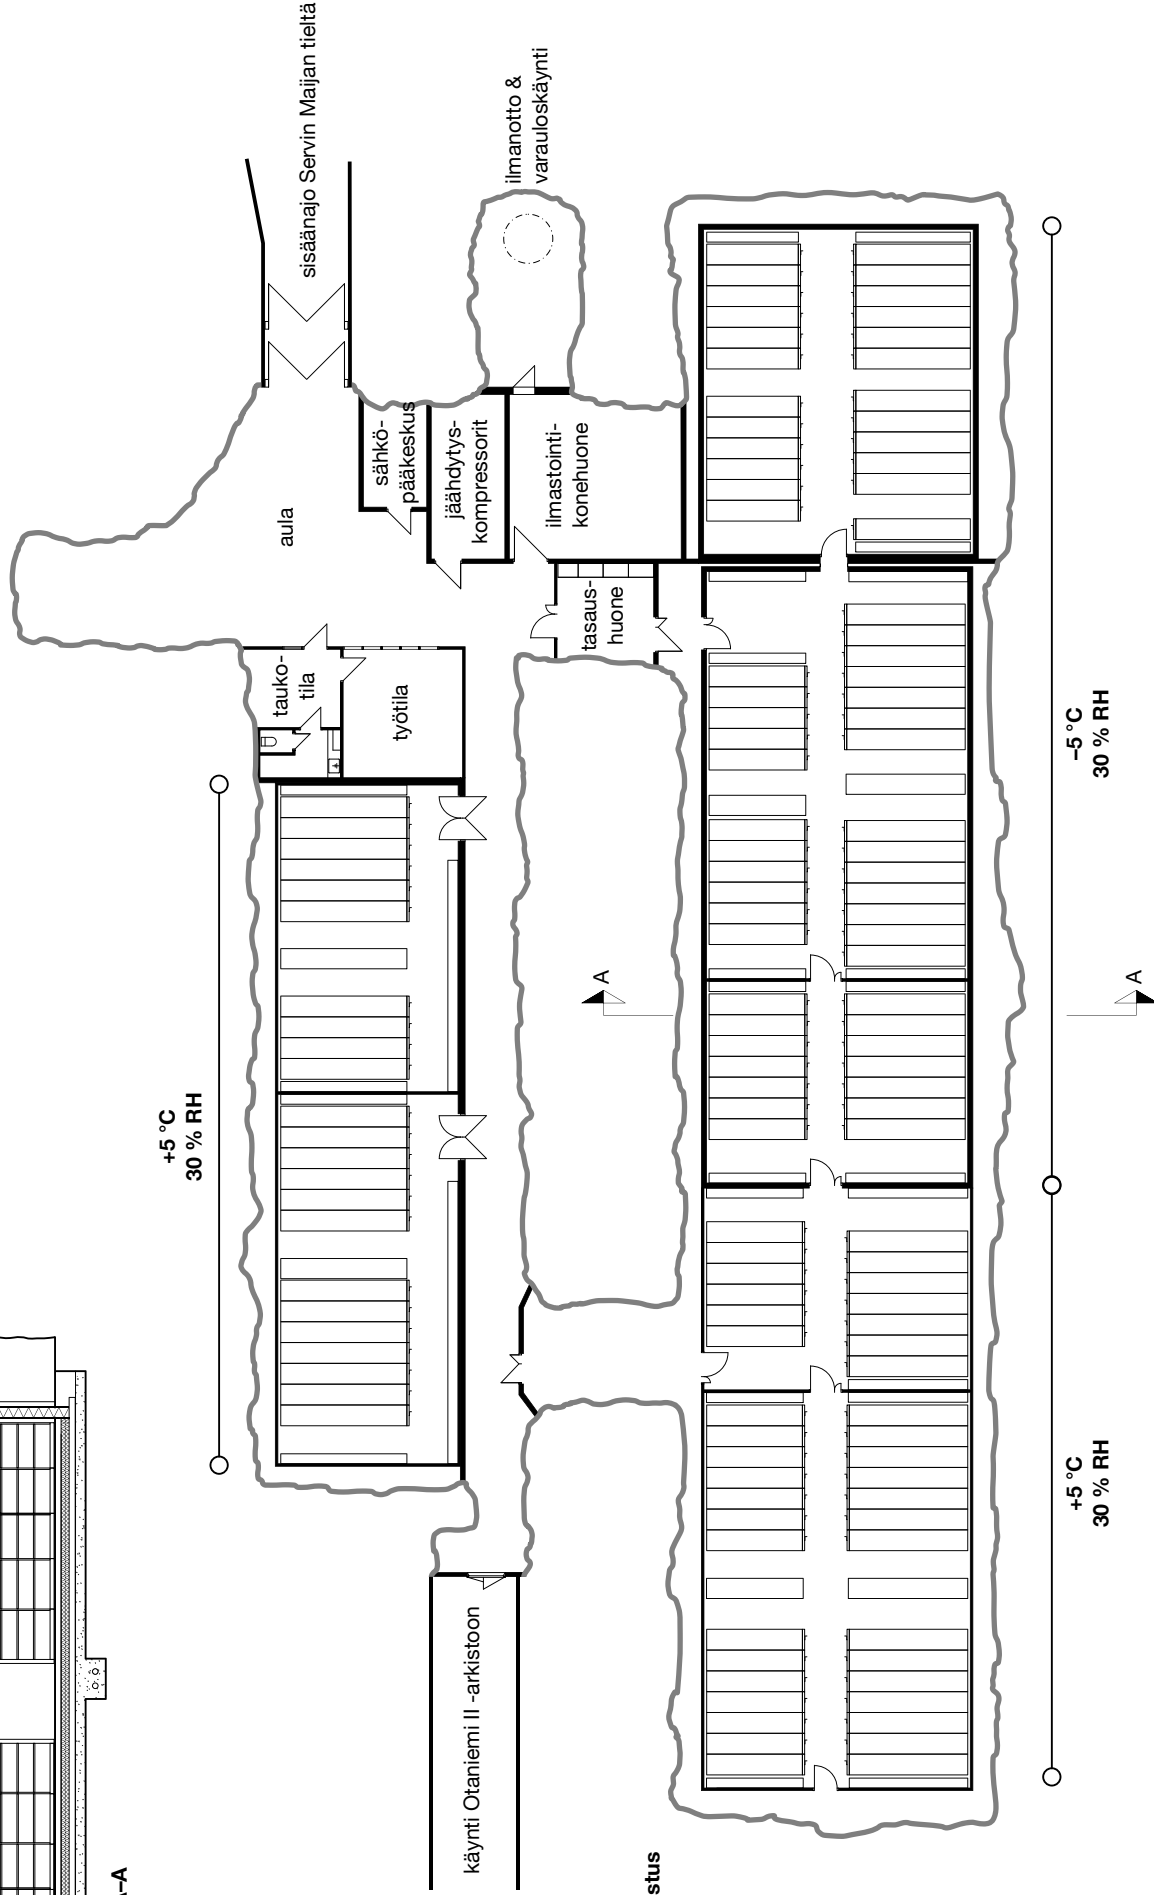 sisäänajo Servin Maijan tieltä
ilmanotto &
varauloskäynti
aula
sähkö-
pääkeskus
jäähdytys-
kompressorit
ilmastointi-
konehuone
tasaus-
huone
tauko-
tila
työtila
+5 °C
30 % RH
–5 °C
30 % RH
+5 °C
30 % RH
A
A
käynti Otaniemi II -arkistoon
–A
stus